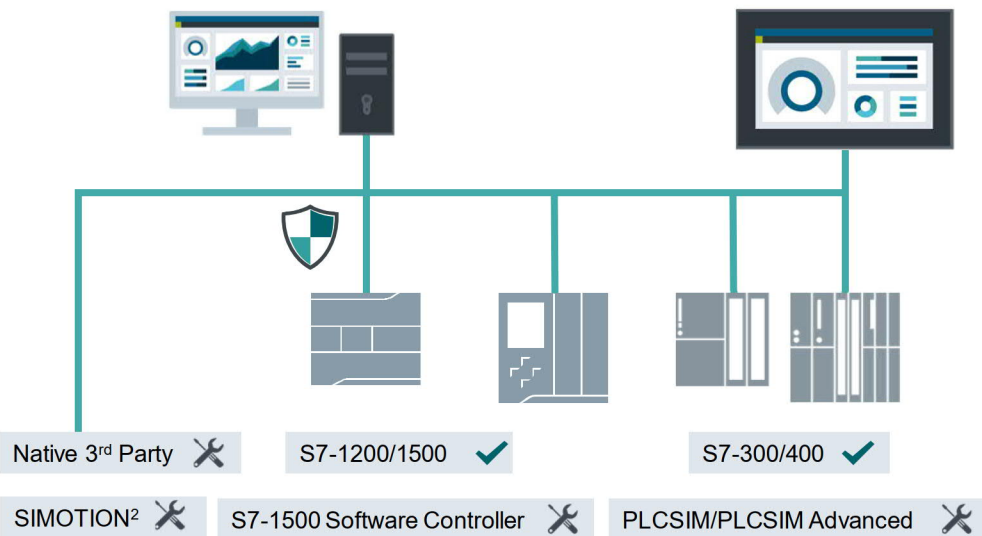 Native 3rd Party
S7-1200/1500
S7-300/400
SIMOTION²
S7-1500 Software Controller
PLCSIM/PLCSIM Advanced